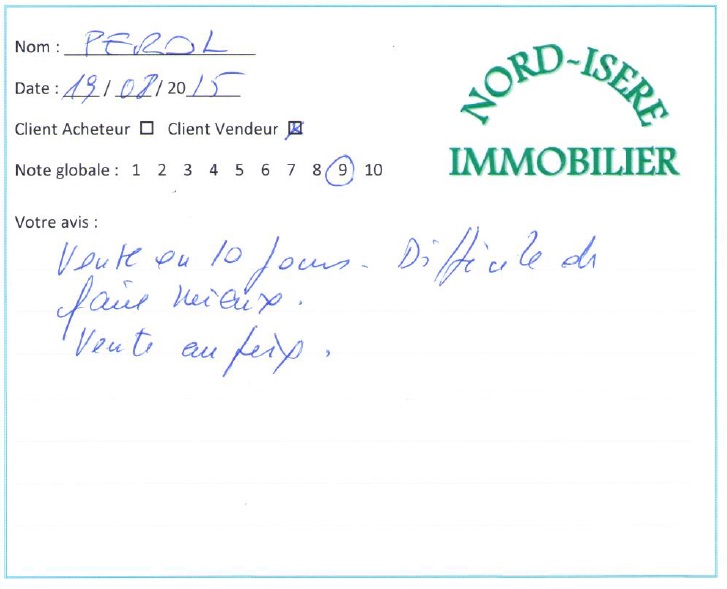 Nom : PEROL
NORD-ISERE
IMMOBILIER
Date : 19/08/2015
Client Acheteur ☐ Client Vendeur ☒
Note globale : 1 2 3 4 5 6 7 8 9 10
Votre avis :
Vente en 10 jours. Difficile de
faire mieux.
Vente au prix.